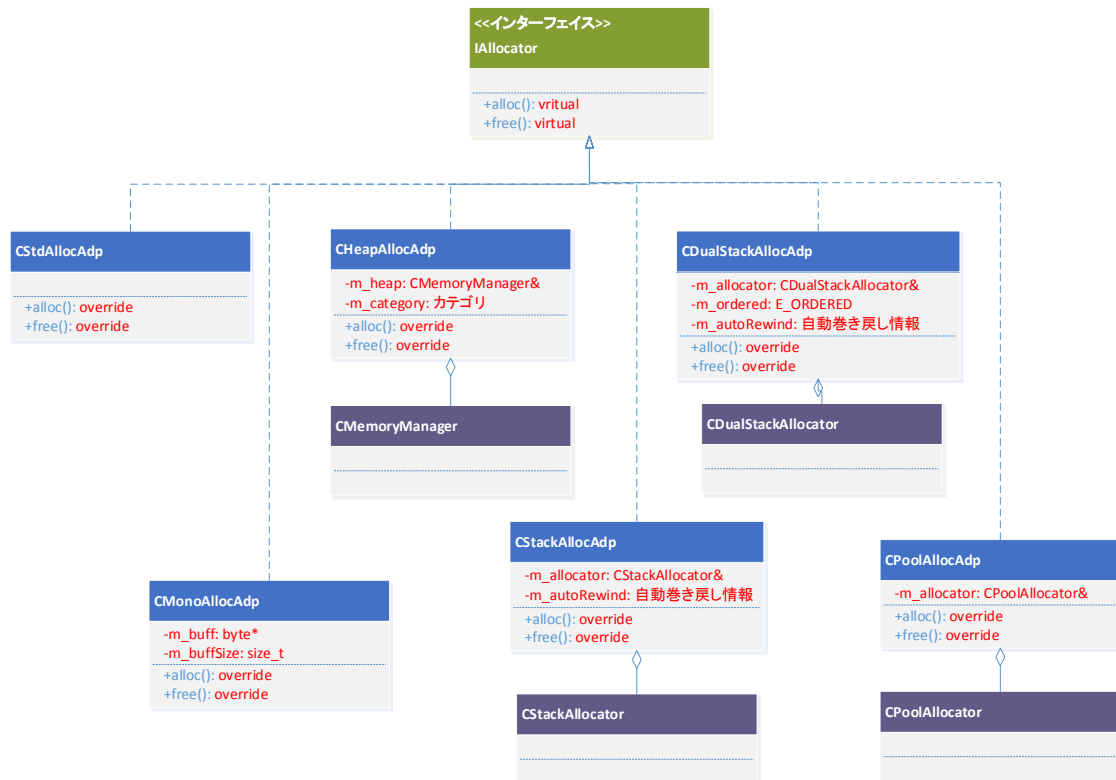 <<インターフェイス>>
IAllocator
+alloc(): vritual
+free(): virtual
CStdAllocAdp
+alloc(): override
+free(): override
CHeapAllocAdp
-m_heap: CMemoryManager&
-m_category: カテゴリ
+alloc(): override
+free(): override
CDualStackAllocAdp
-m_allocator: CDualStackAllocator&
-m_ordered: E_ORDERED
-m_autoRewind: 自動巻き戻し情報
+alloc(): override
+free(): override
CMemoryManager
CDualStackAllocator
CStackAllocAdp
-m_allocator: CStackAllocator&
-m_autoRewind: 自動巻き戻し情報
+alloc(): override
+free(): override
CPoolAllocAdp
-m_allocator: CPoolAllocator&
+alloc(): override
+free(): override
CMonoAllocAdp
-m_buff: byte*
-m_buffSize: size_t
+alloc(): override
+free(): override
CStackAllocator
CPoolAllocator